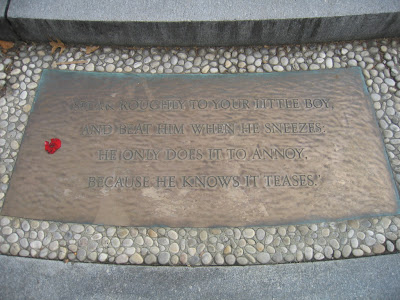 "SPEAK ROUGHLY TO YOUR LITTLE BOY,
AND BEAT HIM WHEN HE SNEEZES;
HE ONLY DOES IT TO ANNOY,
BECAUSE HE KNOWS IT TEASES."